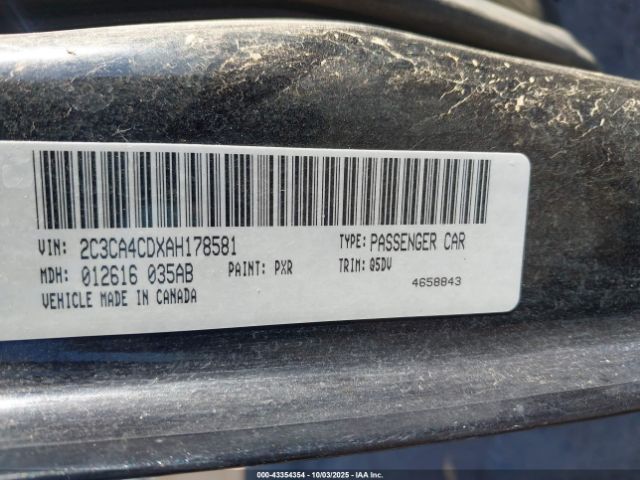 VIN: 2C3CA4CDXAH178581 TYPE: PASSENGER CAR
MDH: 012616 035AB PAINT: PXR TRIM: Q5DV
VEHICLE MADE IN CANADA 4658843
000-43354354 | 10/03/2025 - IAA Inc.